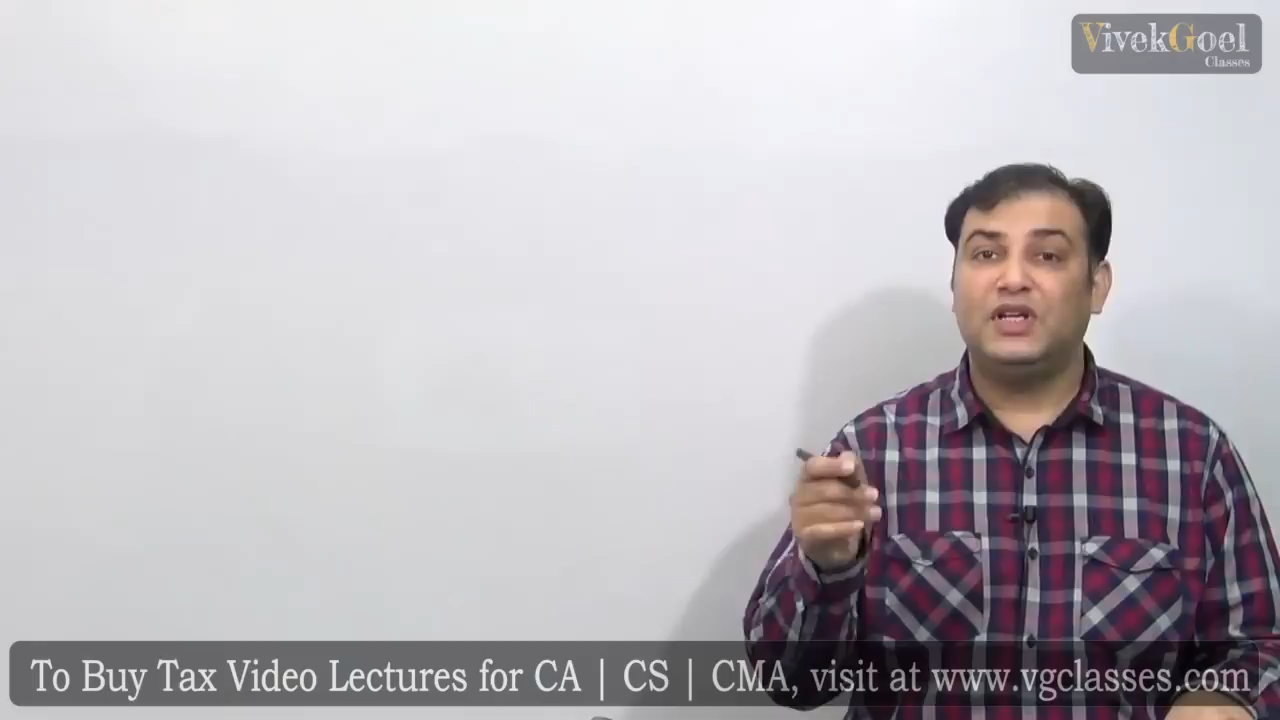 VivekGoel
Classes
To Buy Tax Video Lectures for CA | CS | CMA, visit at www.vgclasses.com